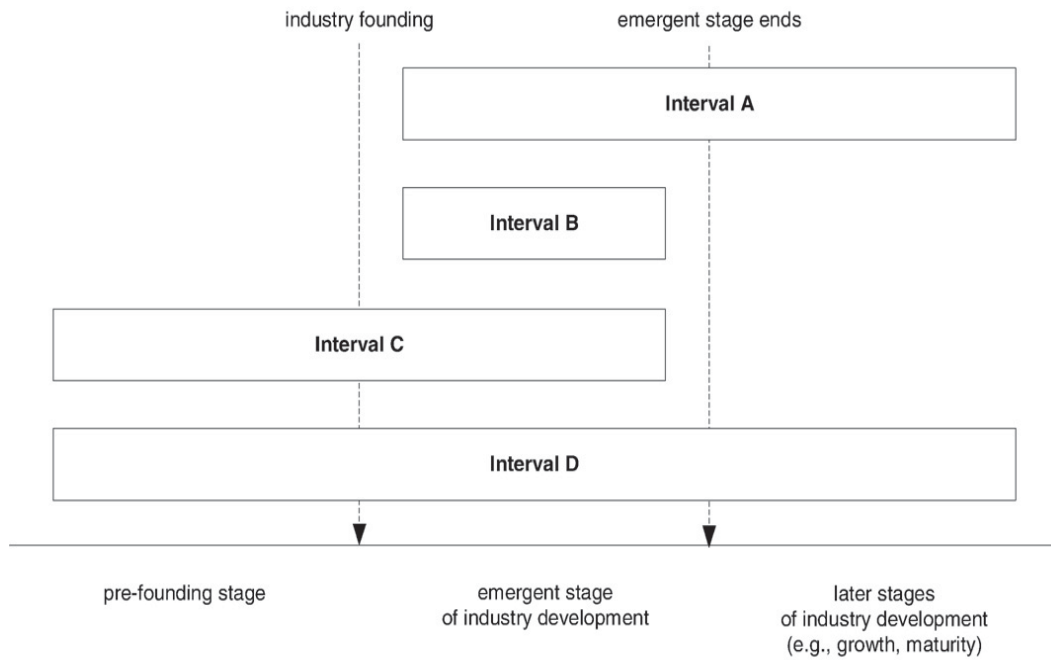 industry founding
emergent stage ends
Interval A
Interval B
Interval C
Interval D
pre-founding stage
emergent stage
of industry development
later stages
of industry development
(e.g., growth, maturity)